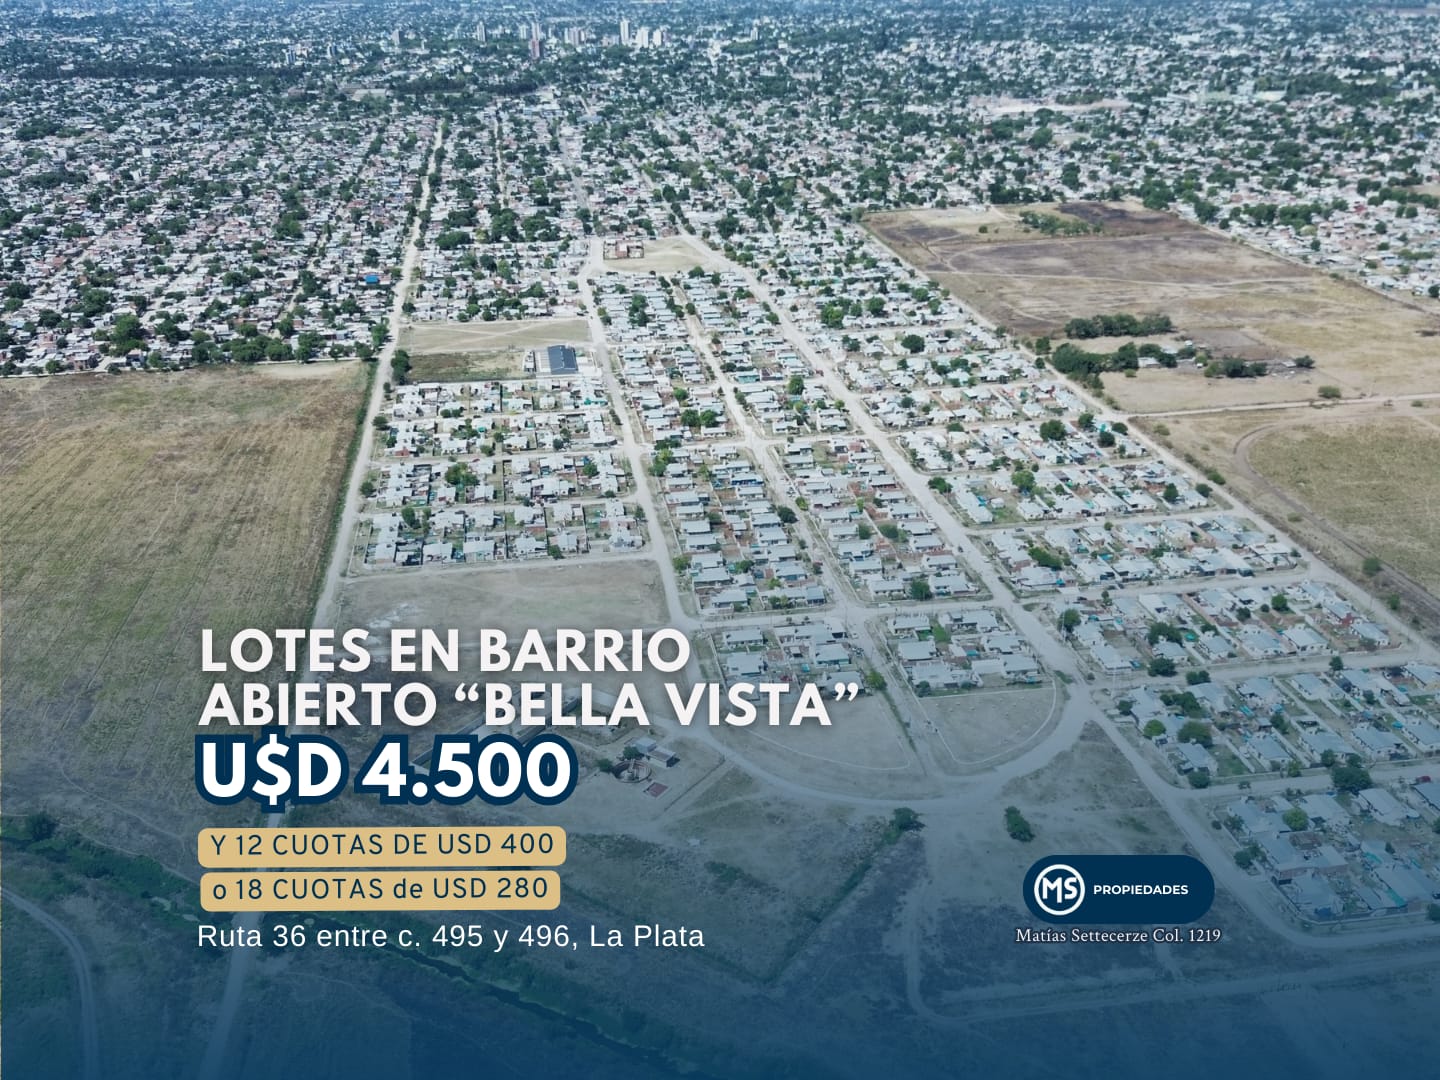 LOTES EN BARRIO
ABIERTO “BELLA VISTA”
U$D 4.500
Y 12 CUOTAS DE USD 400
o 18 CUOTAS de USD 280
Ruta 36 entre c. 495 y 496, La Plata
MS PROPIEDADES
Matías Settecerze Col. 1219